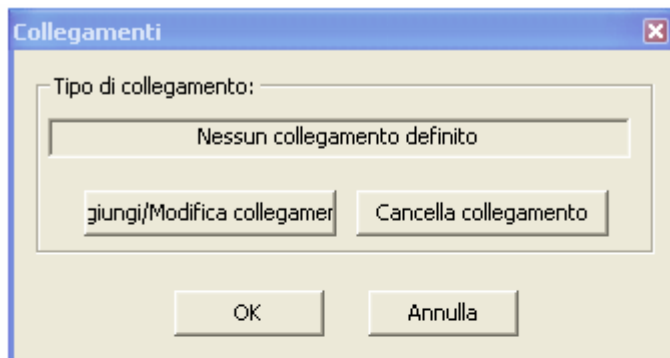 Collegamenti
Tipo di collegamento:
Nessun collegamento definito
giungi/Modifica collegamer
Cancella collegamento
OK
Annulla